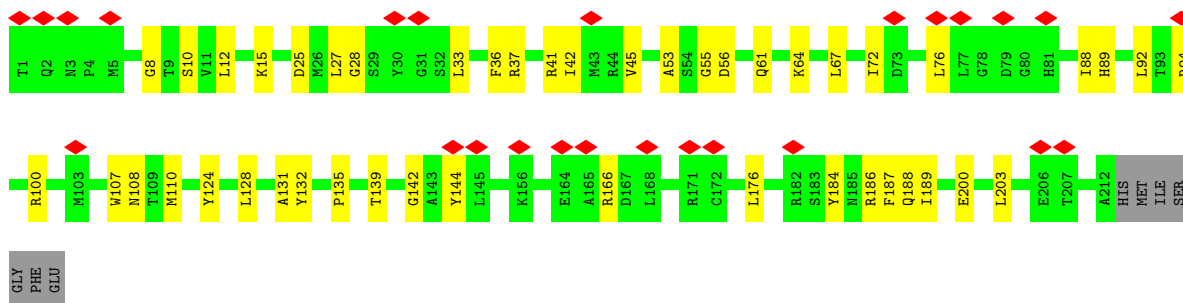 T1 Q2 N3 P4 M5 G8 T9 S10 V11 L12 K15 D25 M26 L27 G28 S29 Y30 G31 S32 L33 F36 R37 R41 I42 M43 R44 V45 A53 S54 G55 D56 Q61 K64 L67 I72 D73 L76 L77 G78 D79 G80 H81 I88 H89 L92 T93
R100 M103 W107 N108 T109 M110 Y124 L128 A131 Y132 P135 T139 G142 A143 Y144 L145 K156 E164 A165 R166 D167 L168 R171 C172 L176 R182 S183 Y184 N185 R186 F187 Q188 I189 E200 L203 E206 T207 A212 HIS MET ILE SER
GLY PHE GLU